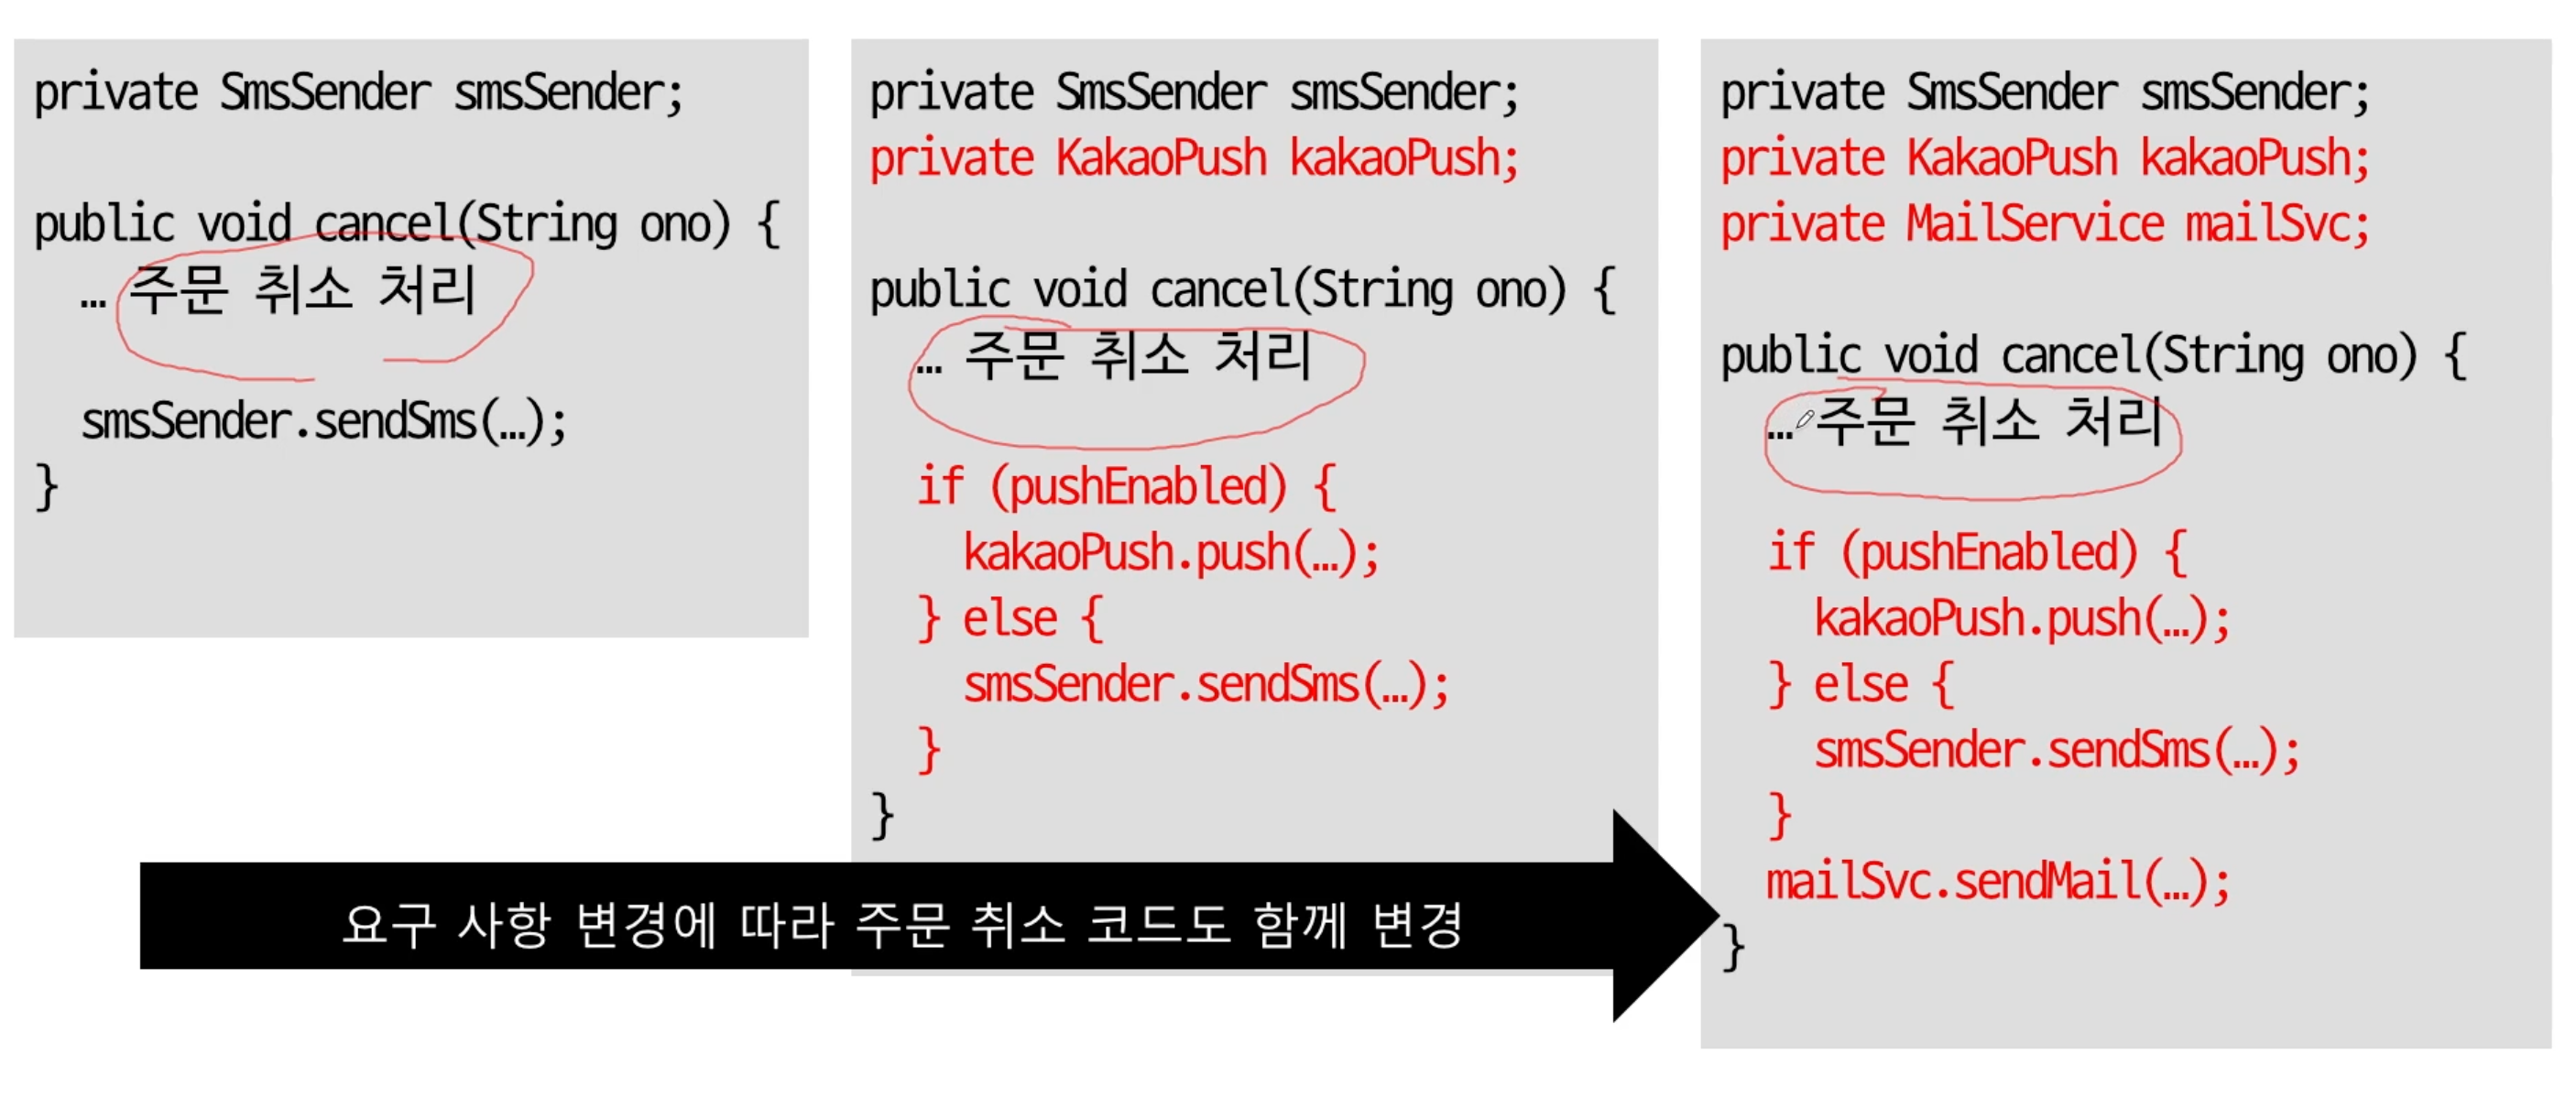 private SmsSender smsSender;
public void cancel(String ono) {
… 주문 취소 처리
smsSender.sendSms(…);
}
private SmsSender smsSender;
private KakaoPush kakaoPush;
public void cancel(String ono) {
… 주문 취소 처리
if (pushEnabled) {
kakaoPush.push(…);
} else {
smsSender.sendSms(…);
}
}
private SmsSender smsSender;
private KakaoPush kakaoPush;
private MailService mailSvc;
public void cancel(String ono) {
… 주문 취소 처리
if (pushEnabled) {
kakaoPush.push(…);
} else {
smsSender.sendSms(…);
}
mailSvc.sendMail(…);
}
요구 사항 변경에 따라 주문 취소 코드도 함께 변경